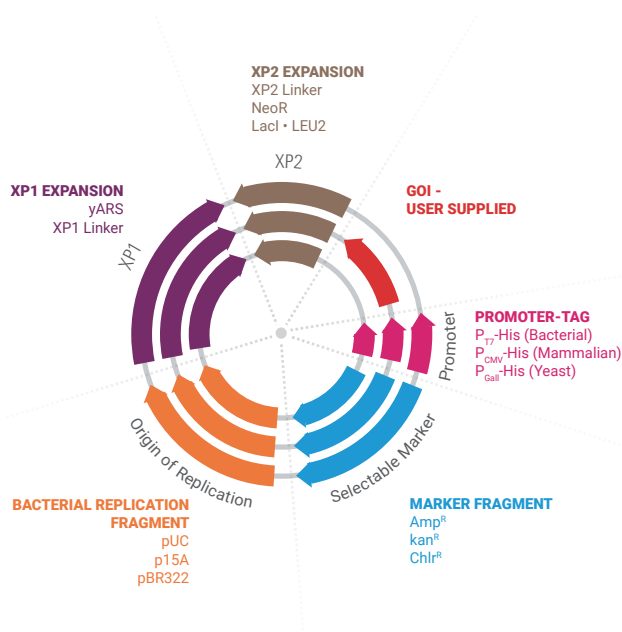 XP2 EXPANSION
XP2 Linker
NeoR
LacI • LEU2
XP2
XP1 EXPANSION
yARS
XP1 Linker
XP1
GOI -
USER SUPPLIED
PROMOTER-TAG
PT7-His (Bacterial)
PCMV-His (Mammalian)
PGall-His (Yeast)
Promoter
Origin of Replication
Selectable Marker
BACTERIAL REPLICATION
FRAGMENT
pUC
p15A
pBR322
MARKER FRAGMENT
AmpR
kanR
ChlrR